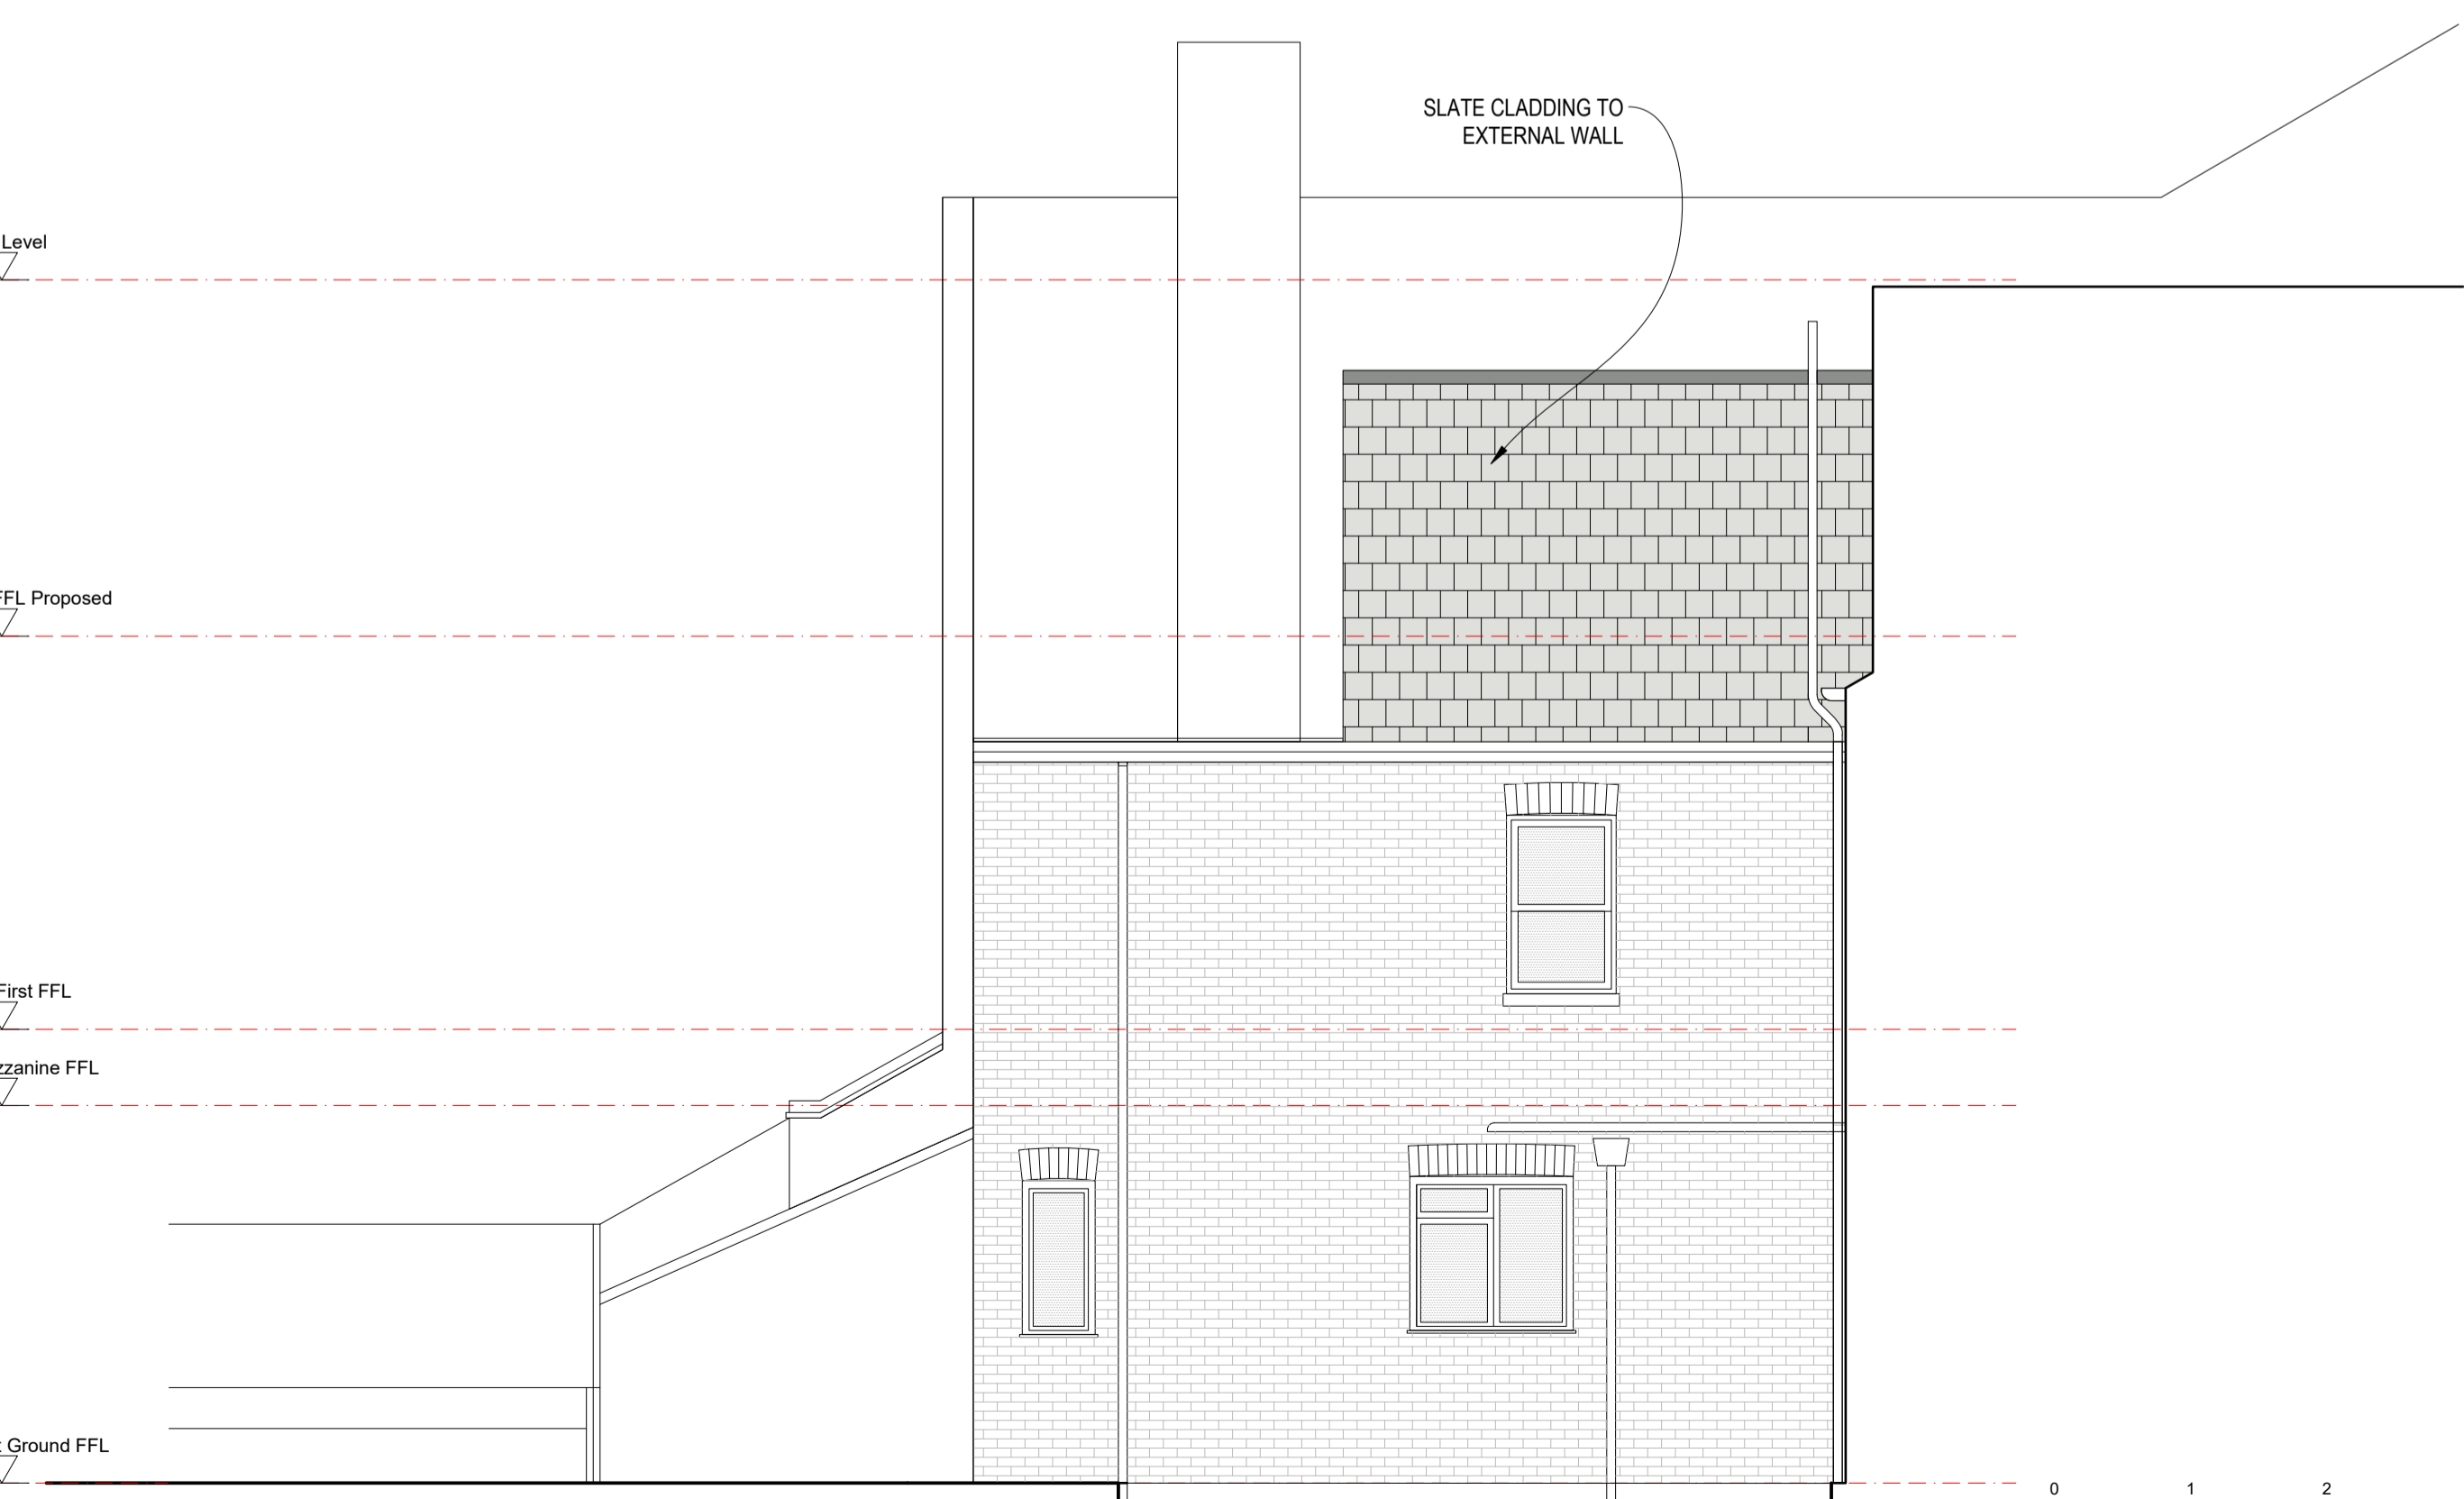 SLATE CLADDING TO
EXTERNAL WALL
Level
FFL Proposed
First FFL
zzanine FFL
Ground FFL
0 1 2